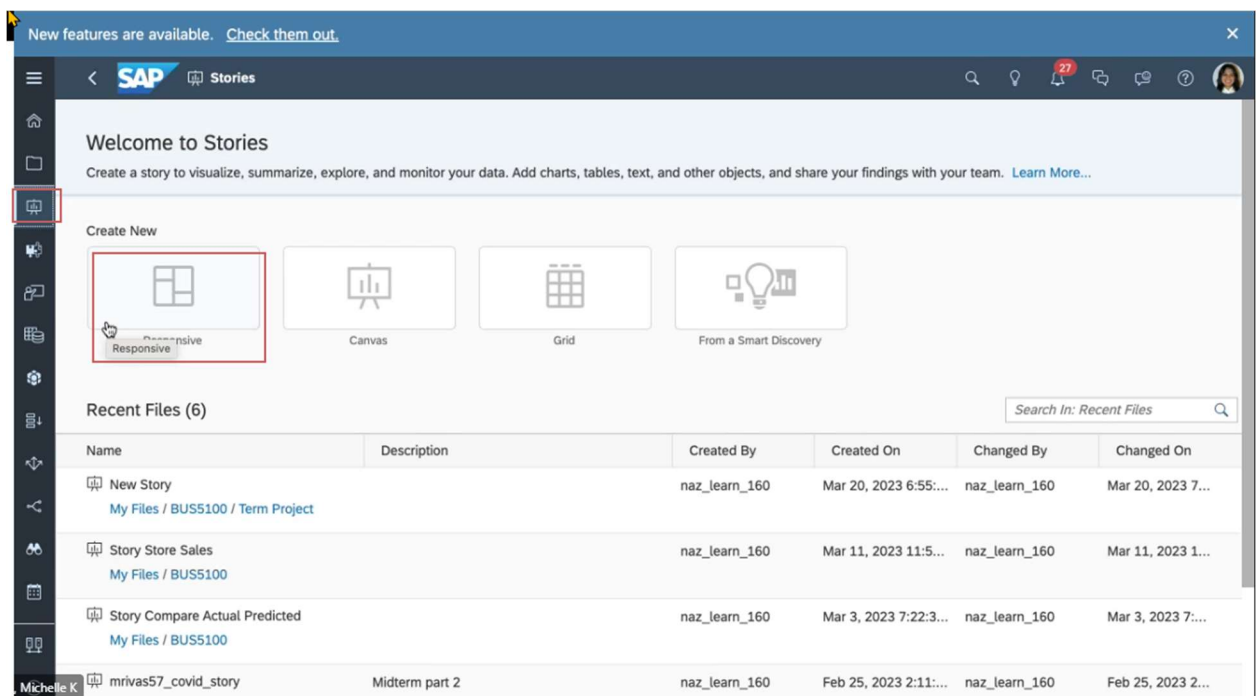 New features are available. Check them out.
SAP Stories
27
Welcome to Stories
Create a story to visualize, summarize, explore, and monitor your data. Add charts, tables, text, and other objects, and share your findings with your team. Learn More...
Create New
Responsive Canvas Grid From a Smart Discovery
Responsive
Recent Files (6) Search In: Recent Files
Name Description Created By Created On Changed By Changed On
New Story naz_learn_160 Mar 20, 2023 6:55:... naz_learn_160 Mar 20, 2023 7...
My Files / BUS5100 / Term Project
Story Store Sales naz_learn_160 Mar 11, 2023 11:5... naz_learn_160 Mar 11, 2023 1...
My Files / BUS5100
Story Compare Actual Predicted naz_learn_160 Mar 3, 2023 7:22:3... naz_learn_160 Mar 3, 2023 7:...
My Files / BUS5100
Michelle K mrivas57_covid_story Midterm part 2 naz_learn_160 Feb 25, 2023 2:11:... naz_learn_160 Feb 25, 2023 2...